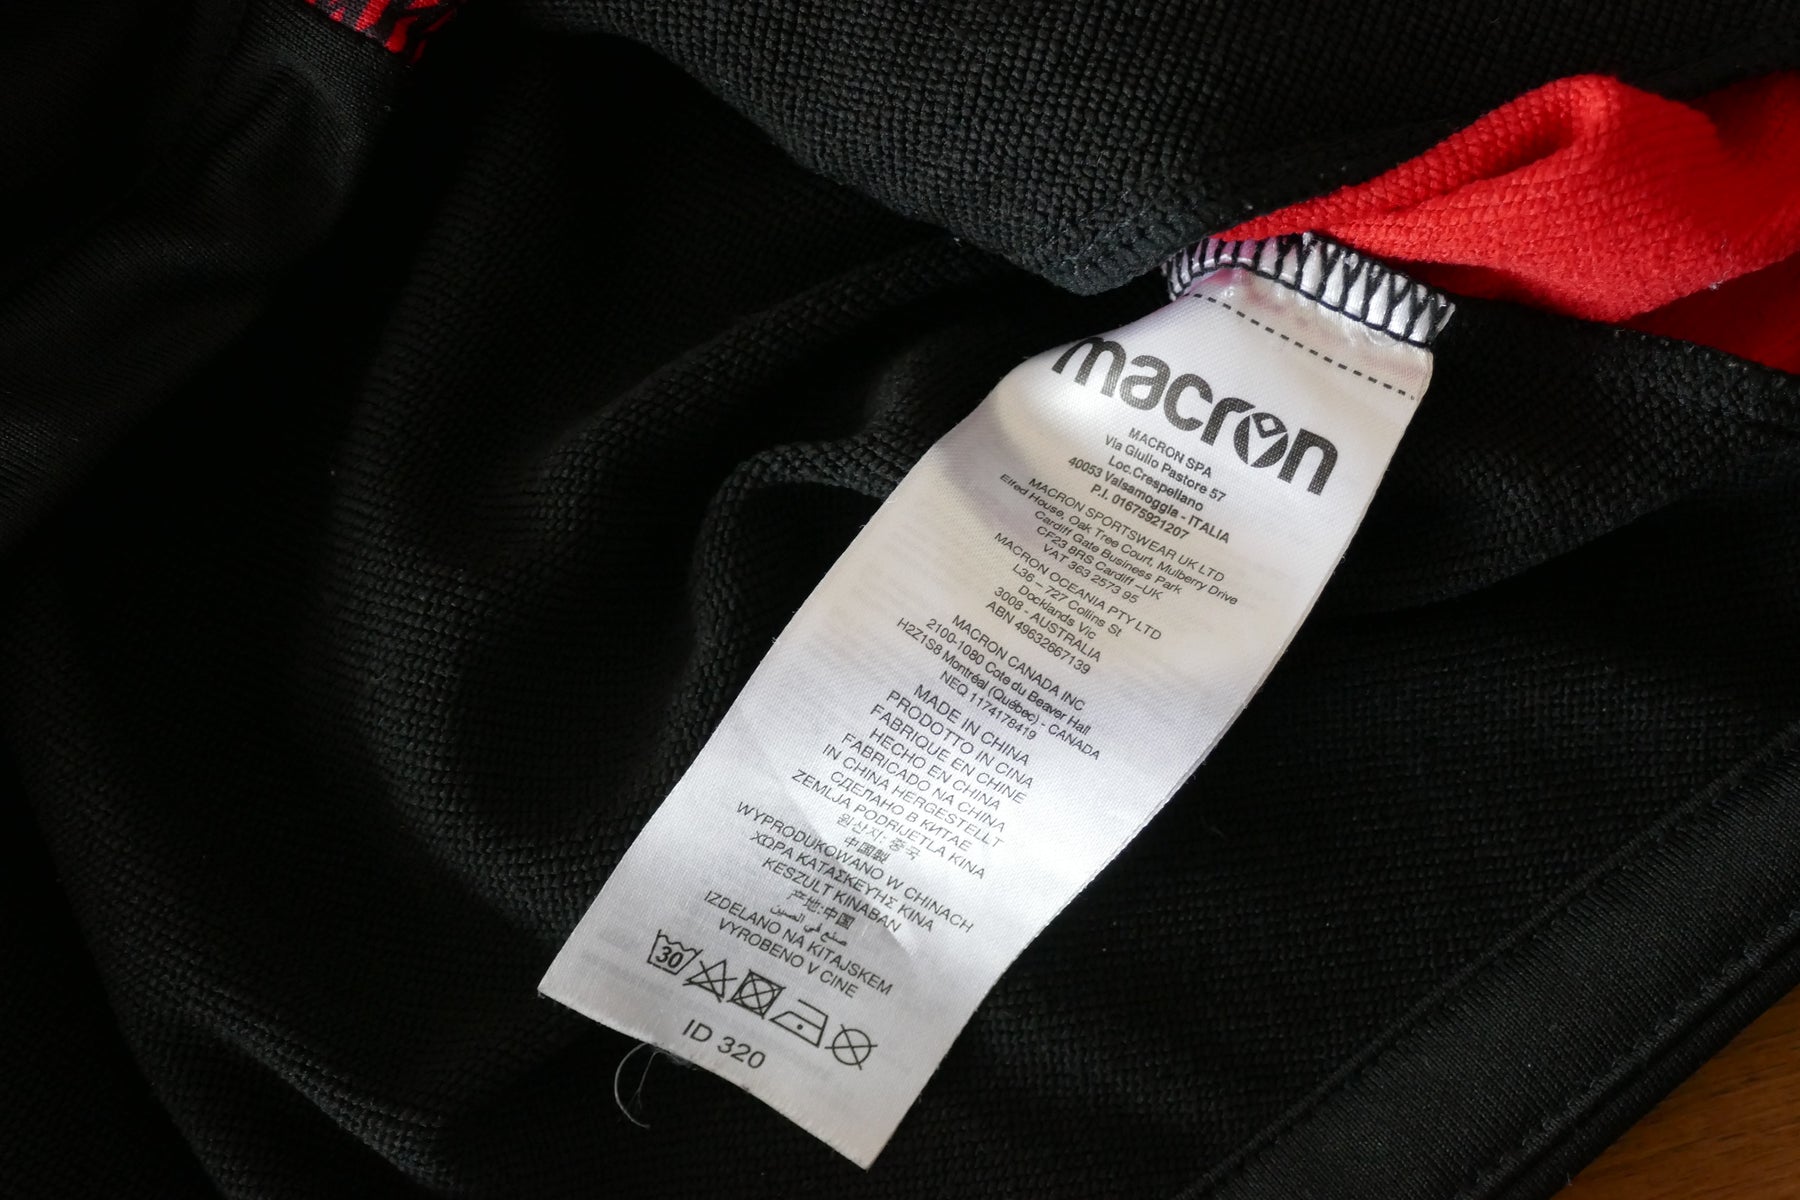 macron
MACRON SPA
Via Giulio Pastore 57
Loc.Crespellano
40053 Valsamoggia - ITALIA
P.I. 01675921207
MACRON SPORTSWEAR UK LTD
Elfed House, Oak Tree Court, Mulberry Drive
Cardiff Gate Business Park
CF23 8RS Cardiff –UK
VAT 363 2573 95
MACRON OCEANIA PTY LTD
L36 – 727 Collins St
Docklands Vic
3008 - AUSTRALIA
ABN 49632667139
MACRON CANADA INC
2100-1080 Cote du Beaver Hall
H2Z1S8 Montréal (Québec) - CANADA
NEQ 1174178419
MADE IN CHINA
PRODOTTO IN CINA
FABRIQUE EN CHINE
HECHO EN CHINA
FABRICADO NA CHINA
IN CHINA HERGESTELLT
СДЕЛАНО В КИТАЕ
ZEMLJA PODRIJETLA KINA
원산지: 중국
中国製
WYPRODUKOWANO W CHINACH
ΧΩΡΑ ΚΑΤΑΣΚΕΥΗΣ ΚΙΝΑ
KESZULT KINABAN
产地:中国
صنع في الصين
IZDELANO NA KITAJSKEM
VYROBENO V CINE
30
ID 320